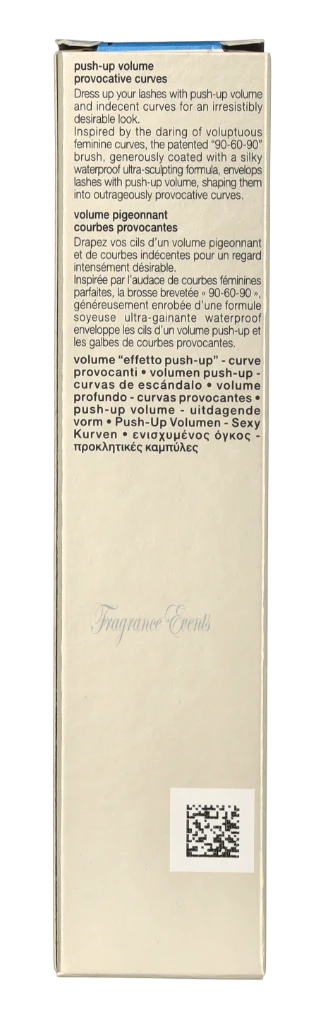 push-up volume
provocative curves
Dress up your lashes with push-up volume
and indecent curves for an irresistibly
desirable look.
Inspired by the daring of voluptuous
feminine curves, the patented "90-60-90"
brush, generously coated with a silky
waterproof ultra-sculpting formula, envelops
lashes with push-up volume, shaping them
into outrageously provocative curves.
volume pigeonnant
courbes provocantes
Drapez vos cils d'un volume pigeonnant
et de courbes indécentes pour un regard
intensément désirable.
Inspirée par l'audace de courbes féminines
parfaites, la brosse brevetée « 90-60-90 »,
généreusement enrobée d'une formule
soyeuse ultra-gainante waterproof
enveloppe les cils d'un volume push-up et
les galbes de courbes provocantes.
volume "effetto push-up" - curve
provocanti • volumen push-up -
curvas de escándalo • volume
profundo - curvas provocantes •
push-up volume - uitdagende
vorm • Push-Up Volumen - Sexy
Kurven • ενισχυμένος όγκος -
προκλητικές καμπύλες
Fragrance Events